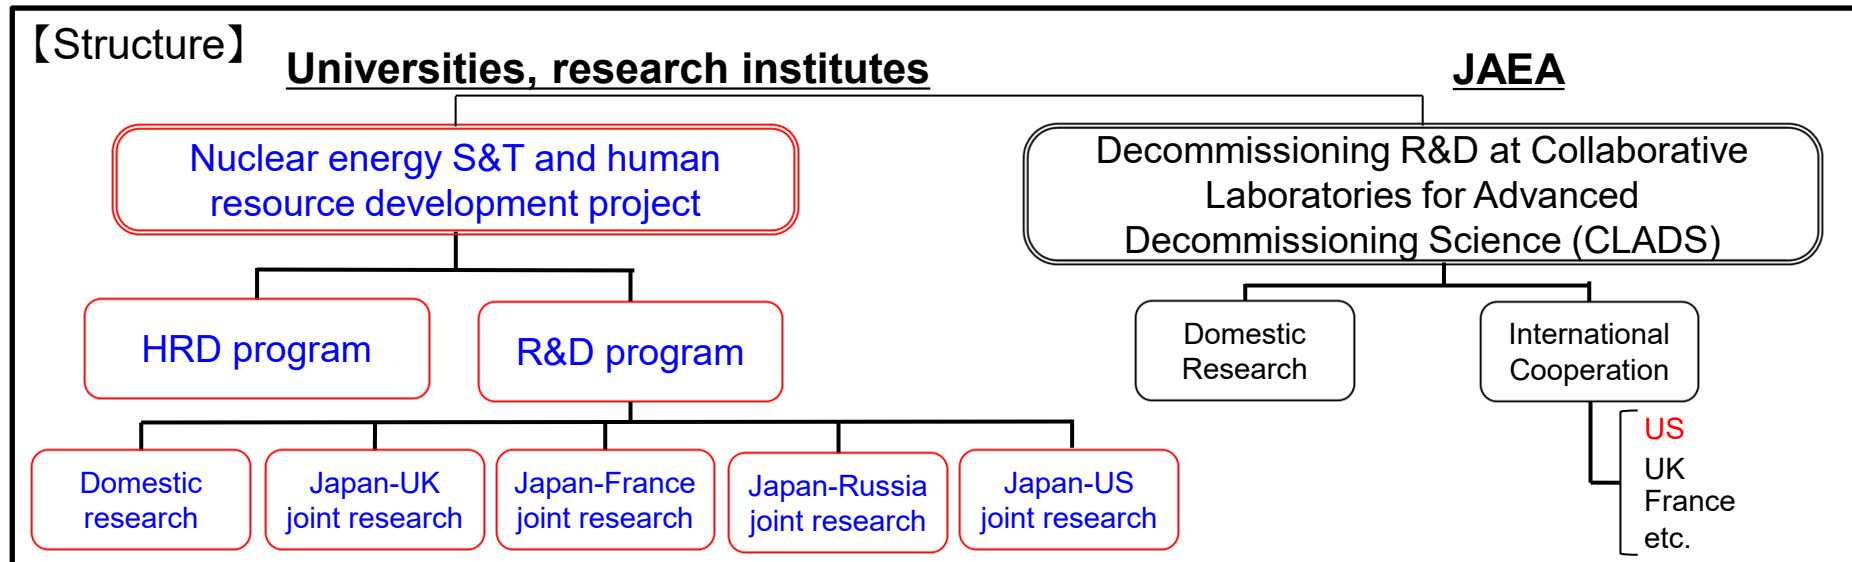 【Structure】
Universities, research institutes
JAEA
Nuclear energy S&T and human
resource development project
Decommissioning R&D at Collaborative
Laboratories for Advanced
Decommissioning Science (CLADS)
HRD program
R&D program
Domestic
Research
International
Cooperation
Domestic
research
Japan-UK
joint research
Japan-France
joint research
Japan-Russia
joint research
Japan-US
joint research
US
UK
France
etc.